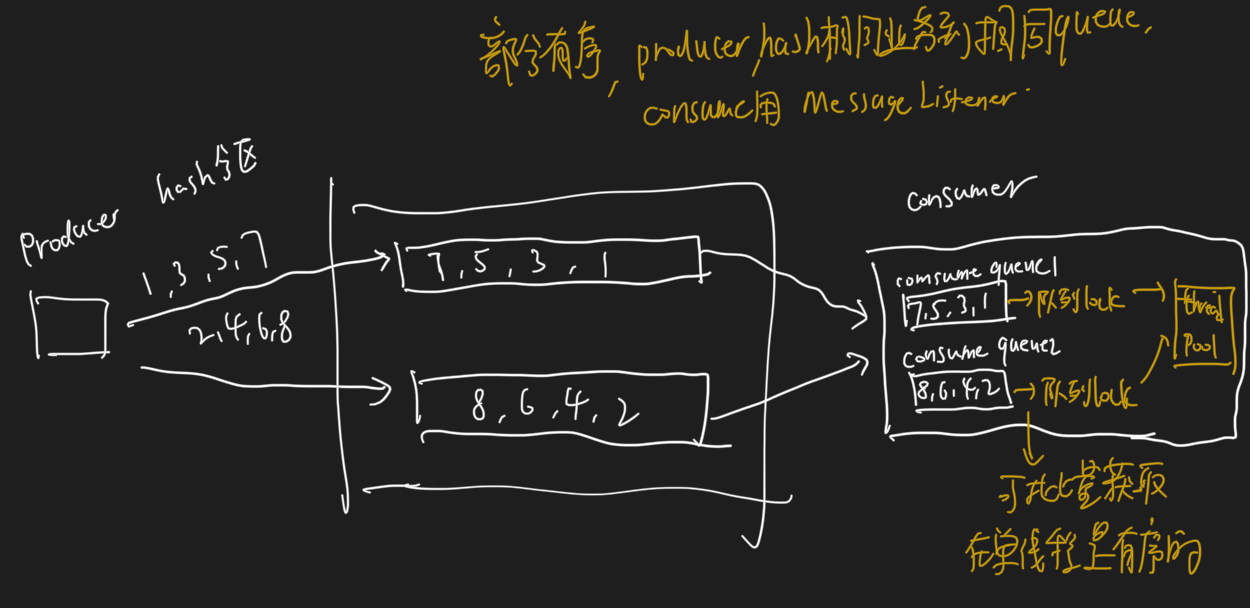 部分有序, producer,hash相同业务到相同queue,
consume用 MessageListener.
hash分区
Producer
1,3,5,7
2,4,6,8
7,5,3,1
8,6,4,2
consumer
comsume queue1
7,5,3,1 队列lock
thread
Pool
consume queue2
8,6,4,2 队列lock
可批量获取
在单线程是有序的